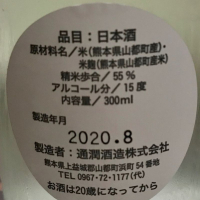 品目：日本酒
原材料名／米(熊本県山都町産)・
米麹(熊本県山都町産米)
精米歩合／55％
アルコール分／15度
内容量／300ml
製造年月
2020.8
製造者：通潤酒造株式会社
熊本県上益城郡山都町浜町54番地
TEL 0967-72-1177(代)
お酒は20歳になってから